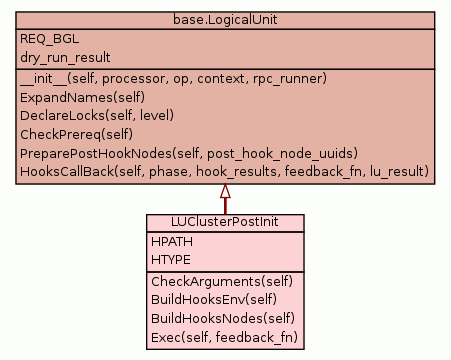 base.LogicalUnit
REQ_BGL
dry_run_result
__init__(self, processor, op, context, rpc_runner)
ExpandNames(self)
DeclareLocks(self, level)
CheckPrereq(self)
PreparePostHookNodes(self, post_hook_node_uuids)
HooksCallBack(self, phase, hook_results, feedback_fn, lu_result)
LUClusterPostInit
HPATH
HTYPE
CheckArguments(self)
BuildHooksEnv(self)
BuildHooksNodes(self)
Exec(self, feedback_fn)